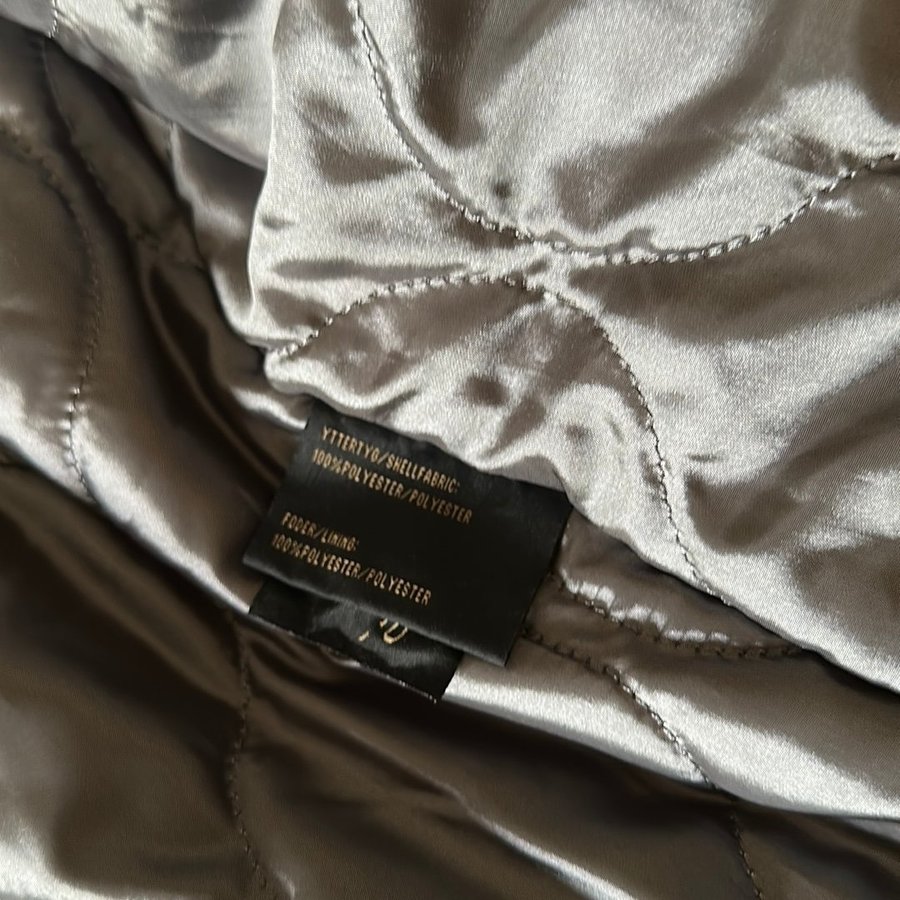 YTTERTYG/SHELLFABRIC:
100%POLYESTER/POLYESTER
FODER/LINING:
100%POLYESTER/POLYESTER